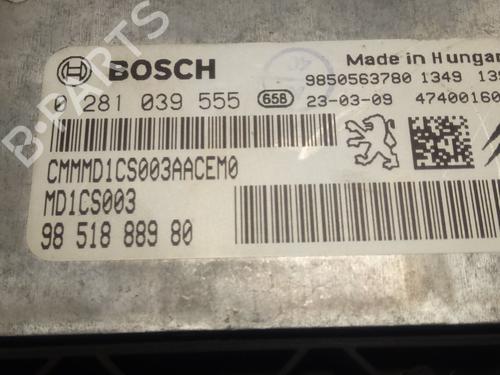 BOSCH
Made in Hungar
9850563780 1349 139
0 281 039 555 658 23-03-09 47400160
CMMMD1CS003AACEM0
MD1CS003
98 518 889 80
B-PARTS